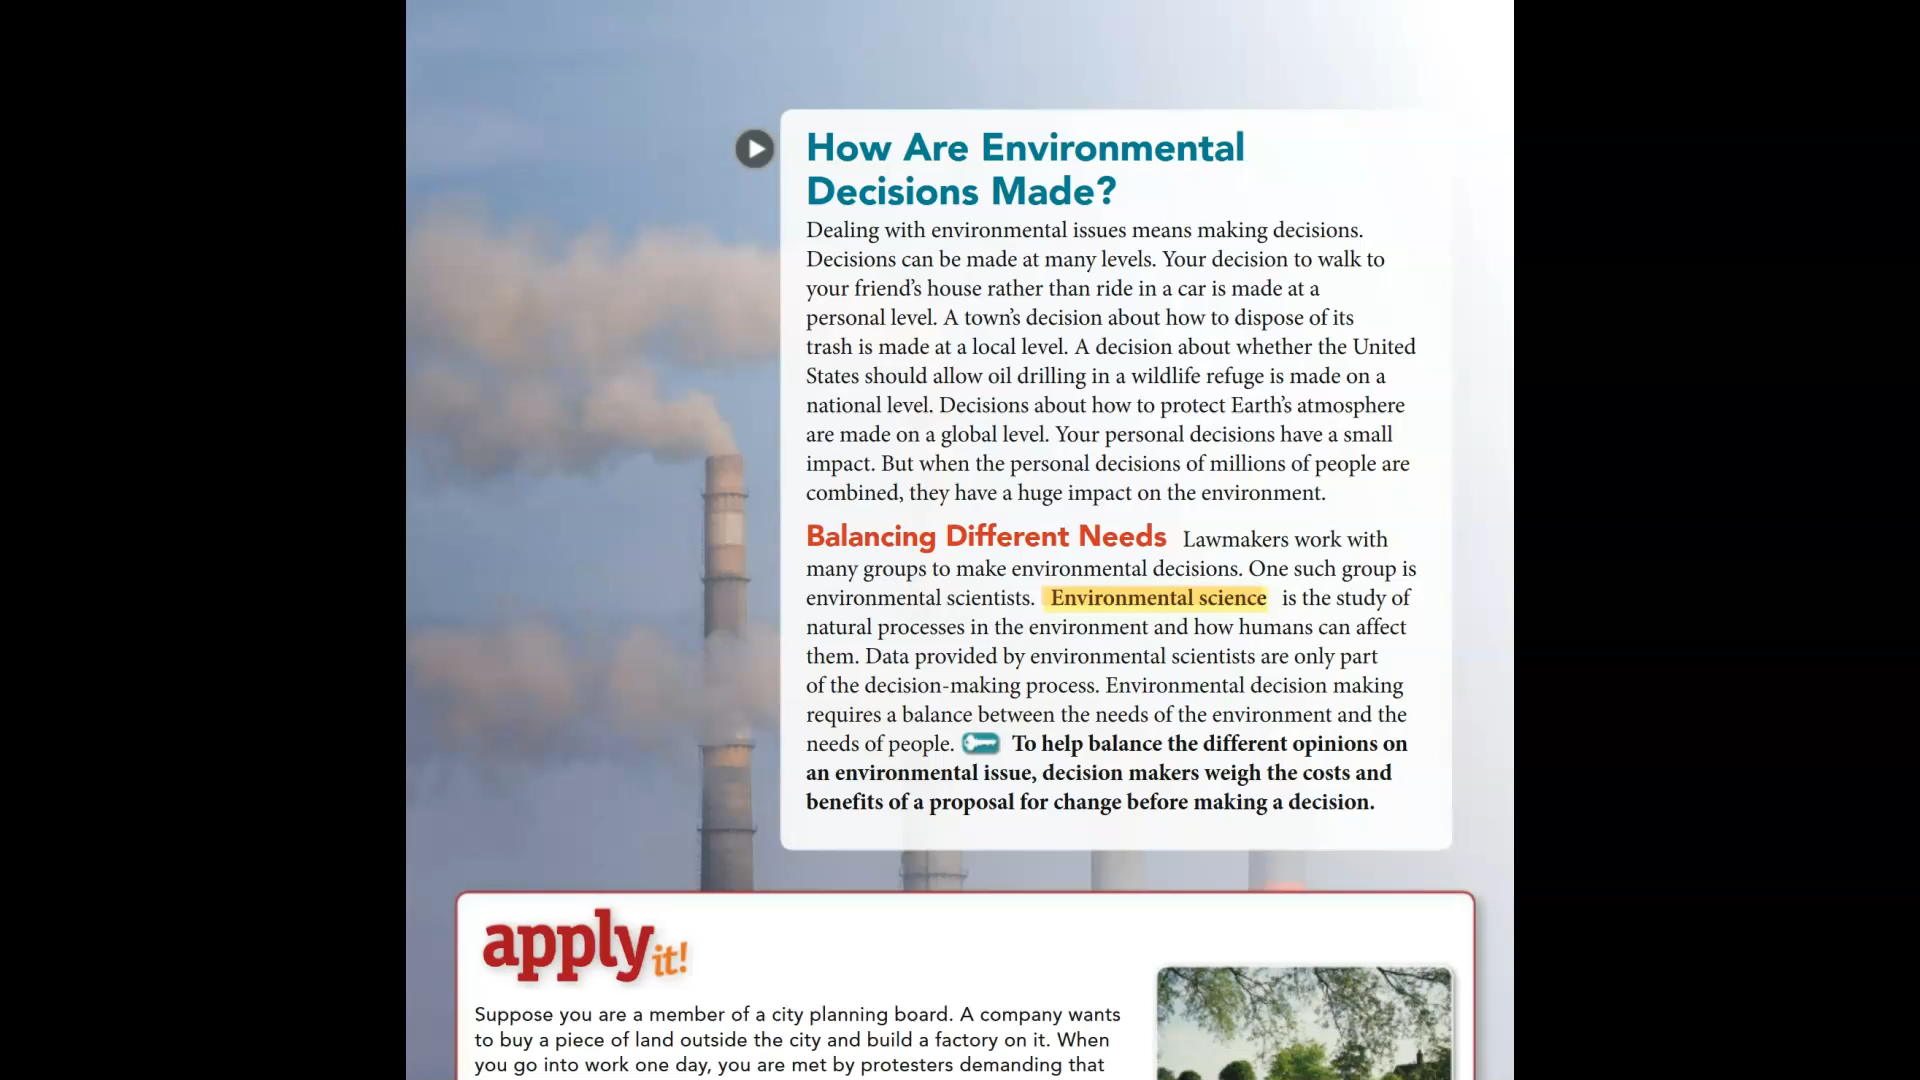 How Are Environmental
Decisions Made?
Dealing with environmental issues means making decisions.
Decisions can be made at many levels. Your decision to walk to
your friend’s house rather than ride in a car is made at a
personal level. A town’s decision about how to dispose of its
trash is made at a local level. A decision about whether the United
States should allow oil drilling in a wildlife refuge is made on a
national level. Decisions about how to protect Earth’s atmosphere
are made on a global level. Your personal decisions have a small
impact. But when the personal decisions of millions of people are
combined, they have a huge impact on the environment.
Balancing Different Needs Lawmakers work with
many groups to make environmental decisions. One such group is
environmental scientists. Environmental science is the study of
natural processes in the environment and how humans can affect
them. Data provided by environmental scientists are only part
of the decision-making process. Environmental decision making
requires a balance between the needs of the environment and the
needs of people. To help balance the different opinions on
an environmental issue, decision makers weigh the costs and
benefits of a proposal for change before making a decision.
apply it!
Suppose you are a member of a city planning board. A company wants
to buy a piece of land outside the city and build a factory on it. When
you go into work one day, you are met by protesters demanding that